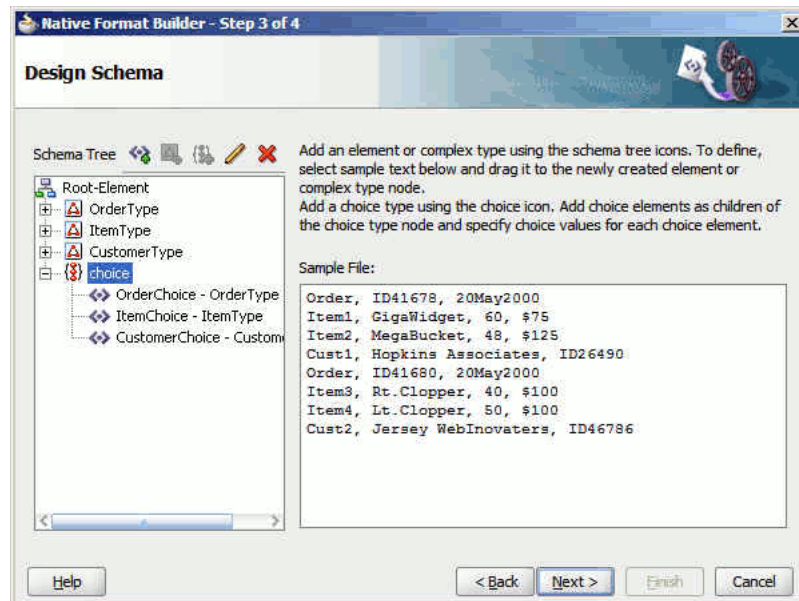 Native Format Builder - Step 3 of 4
Design Schema
Schema Tree
Root-Element
OrderType
ItemType
CustomerType
choice
OrderChoice - OrderType
ItemChoice - ItemType
CustomerChoice - Custom
Add an element or complex type using the schema tree icons. To define,
select sample text below and drag it to the newly created element or
complex type node.
Add a choice type using the choice icon. Add choice elements as children of
the choice type node and specify choice values for each choice element.
Sample File:
Order, ID41678, 20May2000
Item1, GigaWidget, 60, $75
Item2, MegaBucket, 48, $125
Cust1, Hopkins Associates, ID26490
Order, ID41680, 20May2000
Item3, Rt.Clopper, 40, $100
Item4, Lt.Clopper, 50, $100
Cust2, Jersey WebInovaters, ID46786
Help
< Back
Next >
Finish
Cancel